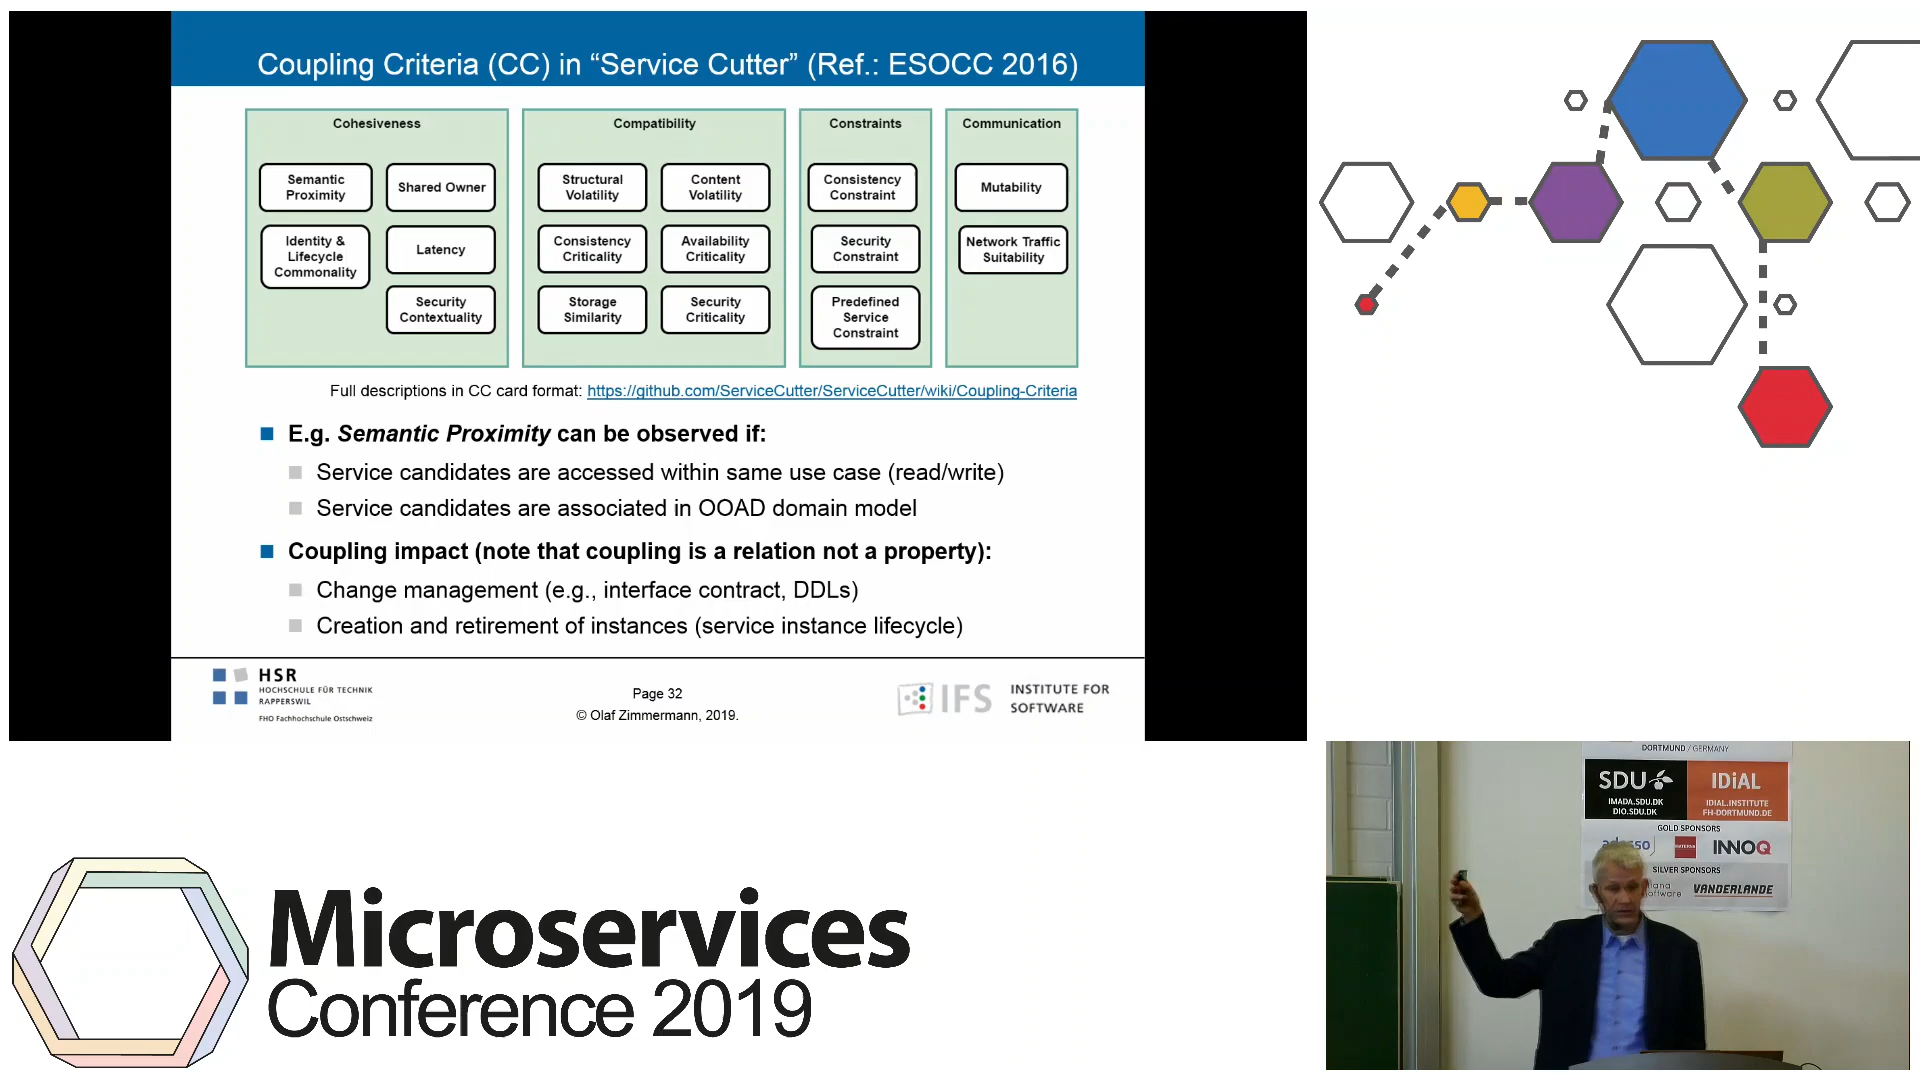 Coupling Criteria (CC) in “Service Cutter” (Ref.: ESOCC 2016)
Cohesiveness
Semantic
Proximity
Shared Owner
Identity &
Lifecycle
Commonality
Latency
Security
Contextuality
Compatibility
Structural
Volatility
Content
Volatility
Consistency
Criticality
Availability
Criticality
Storage
Similarity
Security
Criticality
Constraints
Consistency
Constraint
Security
Constraint
Predefined
Service
Constraint
Communication
Mutability
Network Traffic
Suitability
Full descriptions in CC card format: https://github.com/ServiceCutter/ServiceCutter/wiki/Coupling-Criteria
E.g. Semantic Proximity can be observed if:
Service candidates are accessed within same use case (read/write)
Service candidates are associated in OOAD domain model
Coupling impact (note that coupling is a relation not a property):
Change management (e.g., interface contract, DDLs)
Creation and retirement of instances (service instance lifecycle)
HSR
HOCHSCHULE FÜR TECHNIK
RAPPERSWIL
FHO Fachhochschule Ostschweiz
Page 32
© Olaf Zimmermann, 2019.
IFS
INSTITUTE FOR
SOFTWARE
DORTMUND / GERMANY
SDU
IMADA.SDU.DK
DIO.SDU.DK
IDiAL
IDIAL.INSTITUTE
FH-DORTMUND.DE
GOLD SPONSORS
INNOQ
SILVER SPONSORS
VANDERLANDE
Microservices
Conference 2019